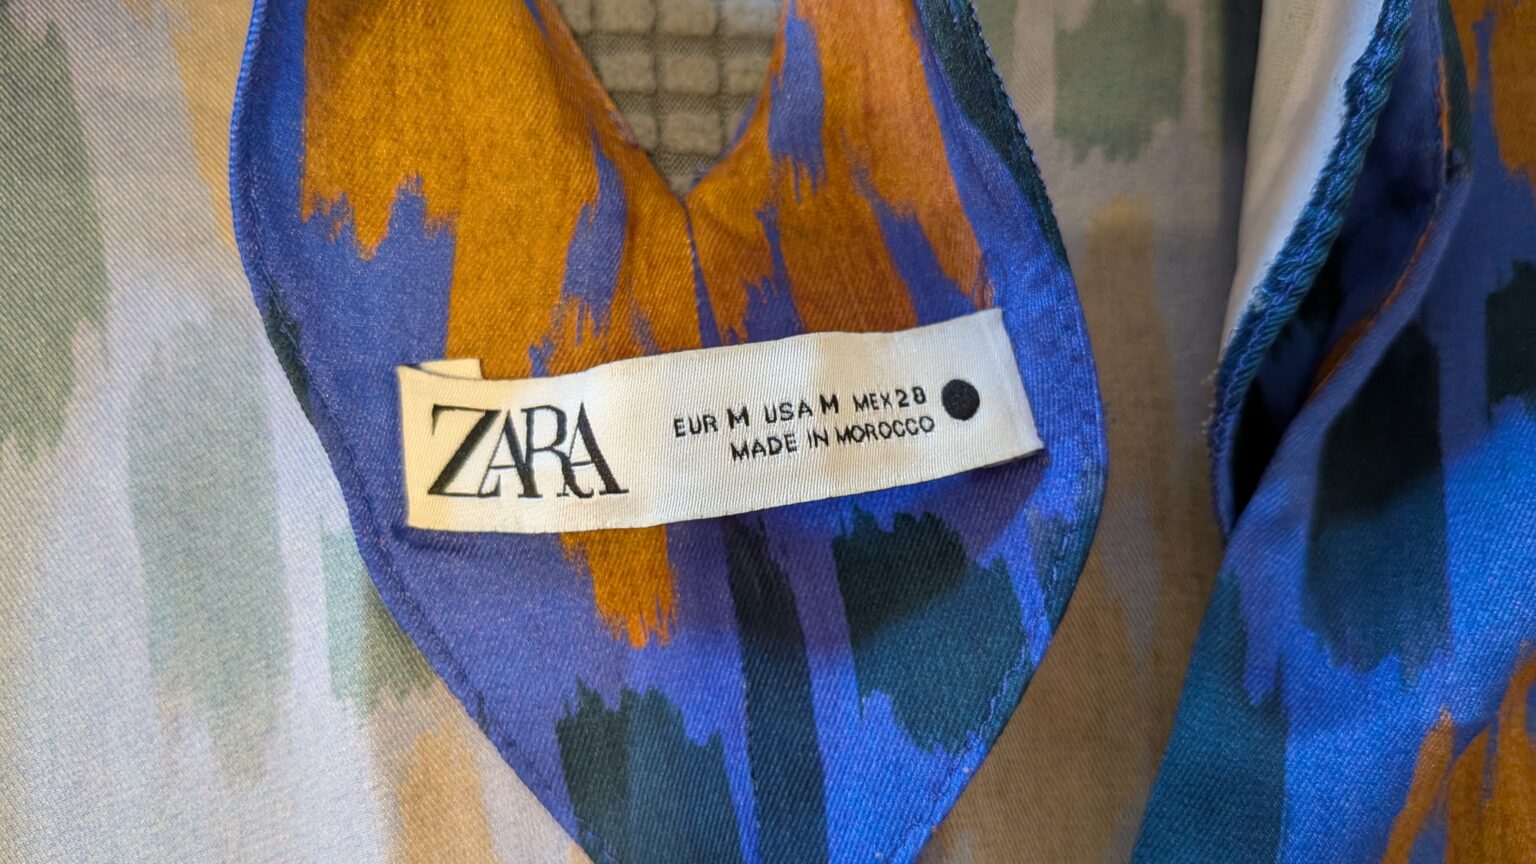 ZARA
EUR M USA M MEX 28
MADE IN MOROCCO